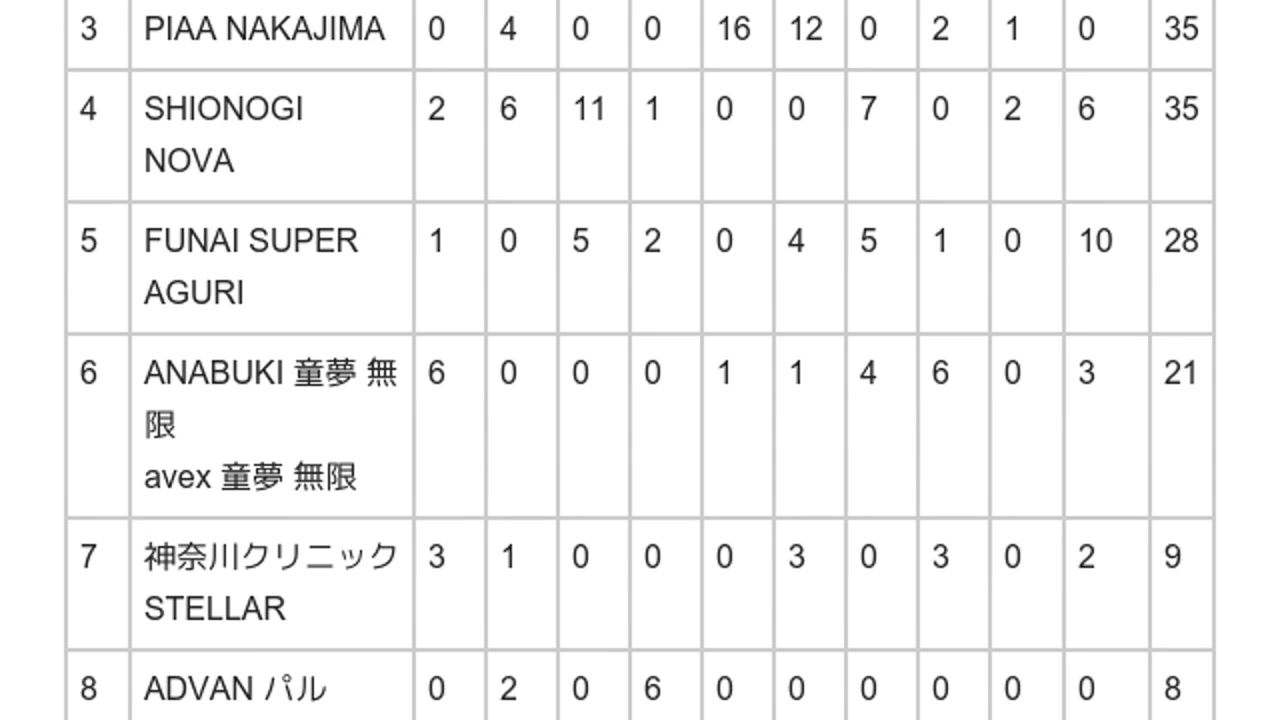 3 PIAA NAKAJIMA 0 4 0 0 16 12 0 2 1 0 35
4 SHIONOGI 2 6 11 1 0 0 7 0 2 6 35
NOVA
5 FUNAI SUPER 1 0 5 2 0 4 5 1 0 10 28
AGURI
6 ANABUKI 童夢 無 6 0 0 0 1 1 4 6 0 3 21
限
avex 童夢 無限
7 神奈川クリニック 3 1 0 0 0 3 0 3 0 2 9
STELLAR
8 ADVAN パル 0 2 0 6 0 0 0 0 0 0 8